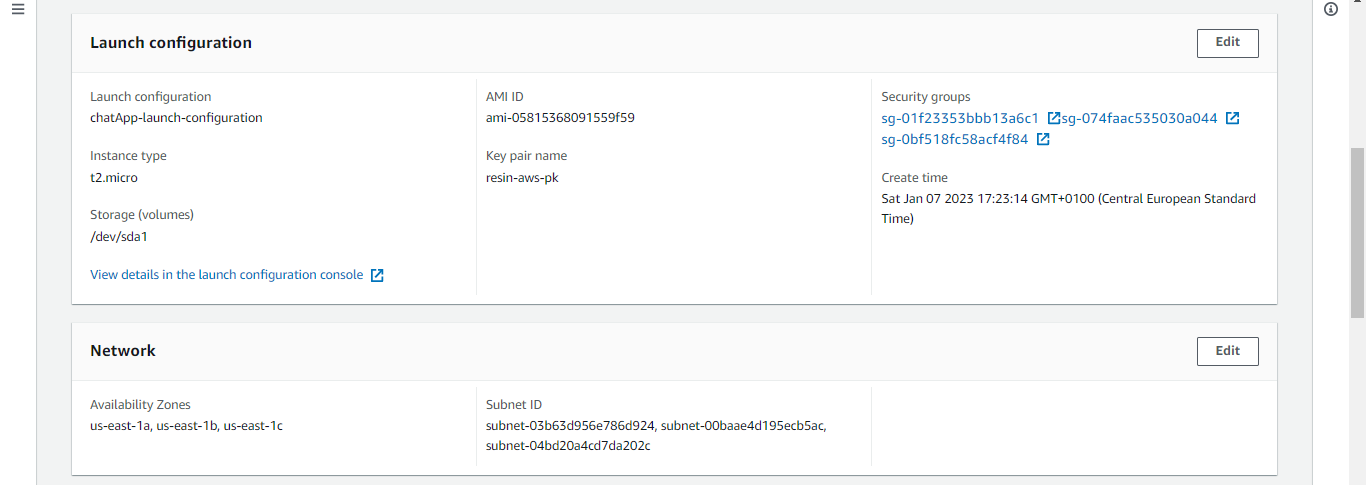 Launch configuration
Edit
Launch configuration
chatApp-launch-configuration
Instance type
t2.micro
Storage (volumes)
/dev/sda1
View details in the launch configuration console
AMI ID
ami-05815368091559f59
Key pair name
resin-aws-pk
Security groups
sg-01f23353bbb13a6c1 sg-074faac535030a044
sg-0bf518fc58acf4f84
Create time
Sat Jan 07 2023 17:23:14 GMT+0100 (Central European Standard
Time)
Network
Edit
Availability Zones
us-east-1a, us-east-1b, us-east-1c
Subnet ID
subnet-03b63d956e786d924, subnet-00baae4d195ecb5ac,
subnet-04bd20a4cd7da202c